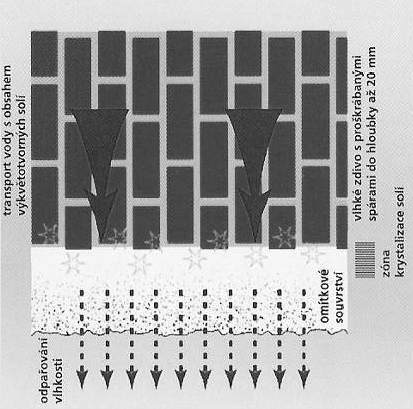 transport vody s obsahem
výkvětotvorných solí
vlhké zdivo s proškrábanými
spárami do hloubky až 20 mm
zóna
krystalizace solí
omítkové
souvrství
odpařování
vlhkosti